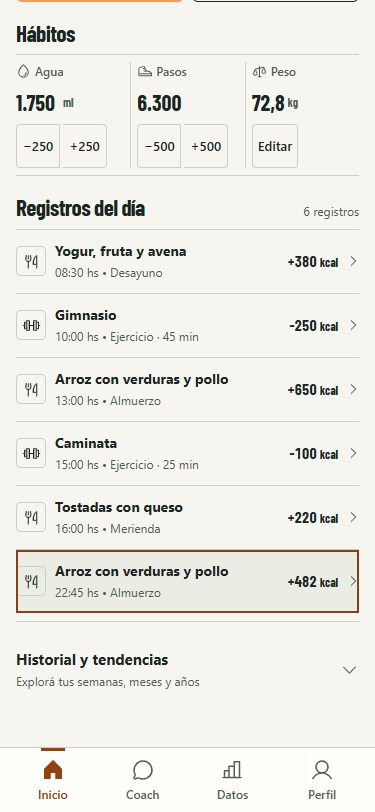 Hábitos
Agua
Pasos
Peso
1.750 ml
6.300
72,8 kg
−250
+250
−500
+500
Editar
Registros del día
6 registros
Yogur, fruta y avena
08:30 hs • Desayuno
+380 kcal
Gimnasio
10:00 hs • Ejercicio · 45 min
-250 kcal
Arroz con verduras y pollo
13:00 hs • Almuerzo
+650 kcal
Caminata
15:00 hs • Ejercicio · 25 min
-100 kcal
Tostadas con queso
16:00 hs • Merienda
+220 kcal
Arroz con verduras y pollo
22:45 hs • Almuerzo
+482 kcal
Historial y tendencias
Explorá tus semanas, meses y años
Inicio
Coach
Datos
Perfil